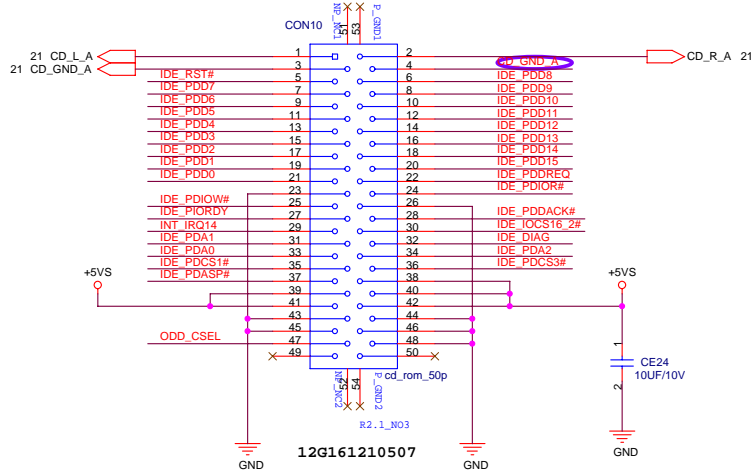 CON10
NP_NC1
51
P_GND1
53
21 CD_L_A 1 2 CD_R_A 21
21 CD_GND_A 3 4 CD_GND_A
IDE_RST# 5 6 IDE_PDD8
IDE_PDD7 7 8 IDE_PDD9
IDE_PDD6 9 10 IDE_PDD10
IDE_PDD5 11 12 IDE_PDD11
IDE_PDD4 13 14 IDE_PDD12
IDE_PDD3 15 16 IDE_PDD13
IDE_PDD2 17 18 IDE_PDD14
IDE_PDD1 19 20 IDE_PDD15
IDE_PDD0 21 22 IDE_PDDREQ
23 24 IDE_PDIOR#
IDE_PDIOW# 25 26
IDE_PIORDY 27 28 IDE_PDDACK#
INT_IRQ14 29 30 IDE_IOCS16_2#
IDE_PDA1 31 32 IDE_DIAG
IDE_PDA0 33 34 IDE_PDA2
IDE_PDCS1# 35 36 IDE_PDCS3#
IDE_PDASP# 37 38
+5VS 39 40 +5VS
41 42
43 44
45 46
ODD_CSEL 47 48
49 50
cd_rom_50p
NP_NC2
52
P_GND2
54
1
CE24
10UF/10V
2
R2.1_NO3
12G161210507
GND
GND
GND